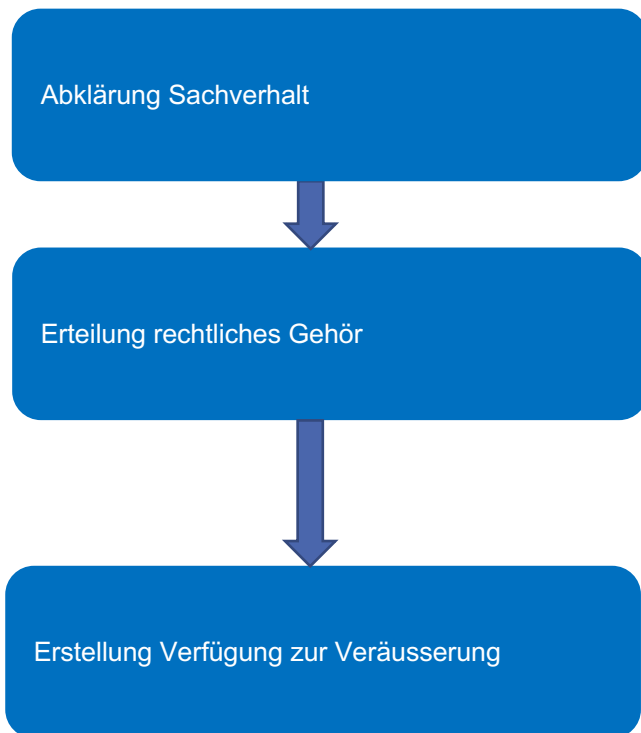 Abklärung Sachverhalt
Erteilung rechtliches Gehör
Erstellung Verfügung zur Veräusserung